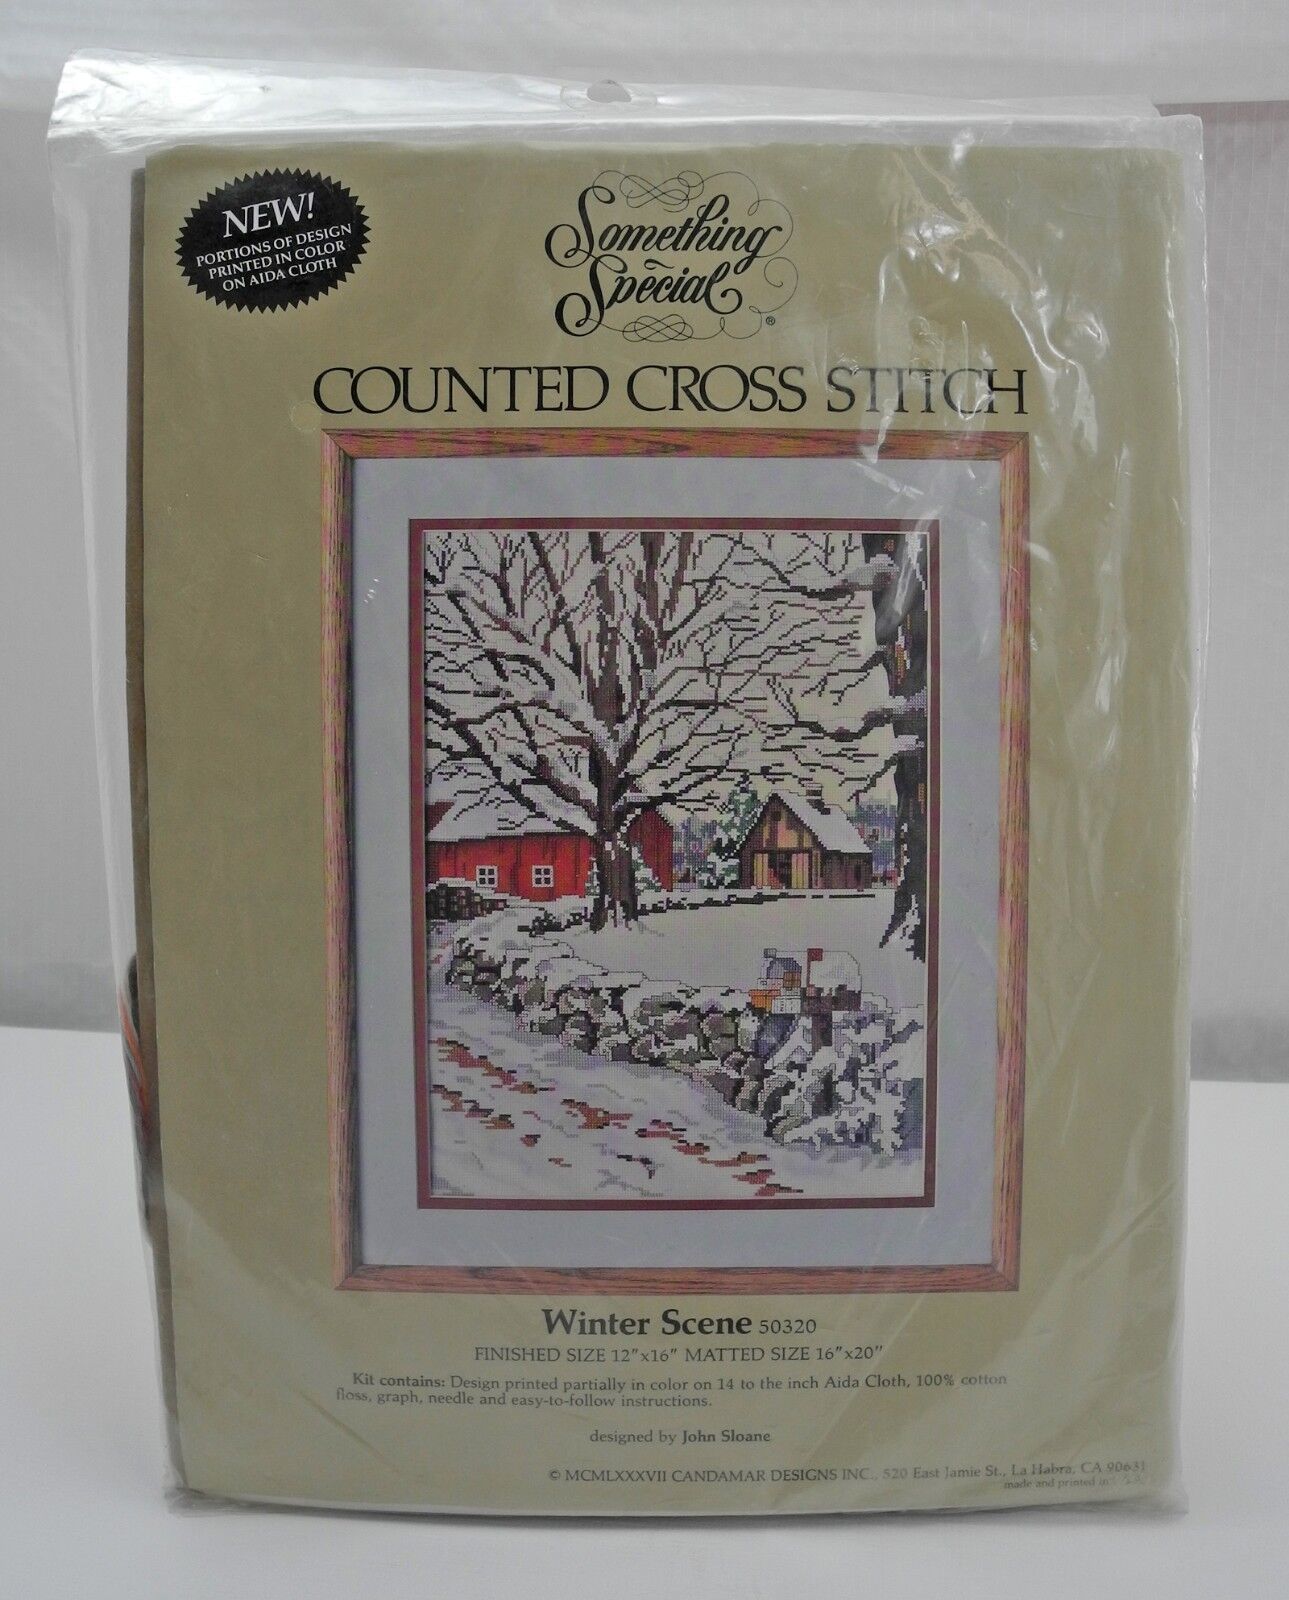 NEW!
PORTIONS OF DESIGN
PRINTED IN COLOR
ON AIDA CLOTH
Something
Special®
COUNTED CROSS STITCH
Winter Scene 50320
FINISHED SIZE 12"x16" MATTED SIZE 16"x20"
Kit contains: Design printed partially in color on 14 to the inch Aida Cloth, 100% cotton
floss, graph, needle and easy-to-follow instructions.
designed by John Sloane
© MCMLXXXVII CANDAMAR DESIGNS INC., 520 East Jamie St., La Habra, CA 90631
made and printed in